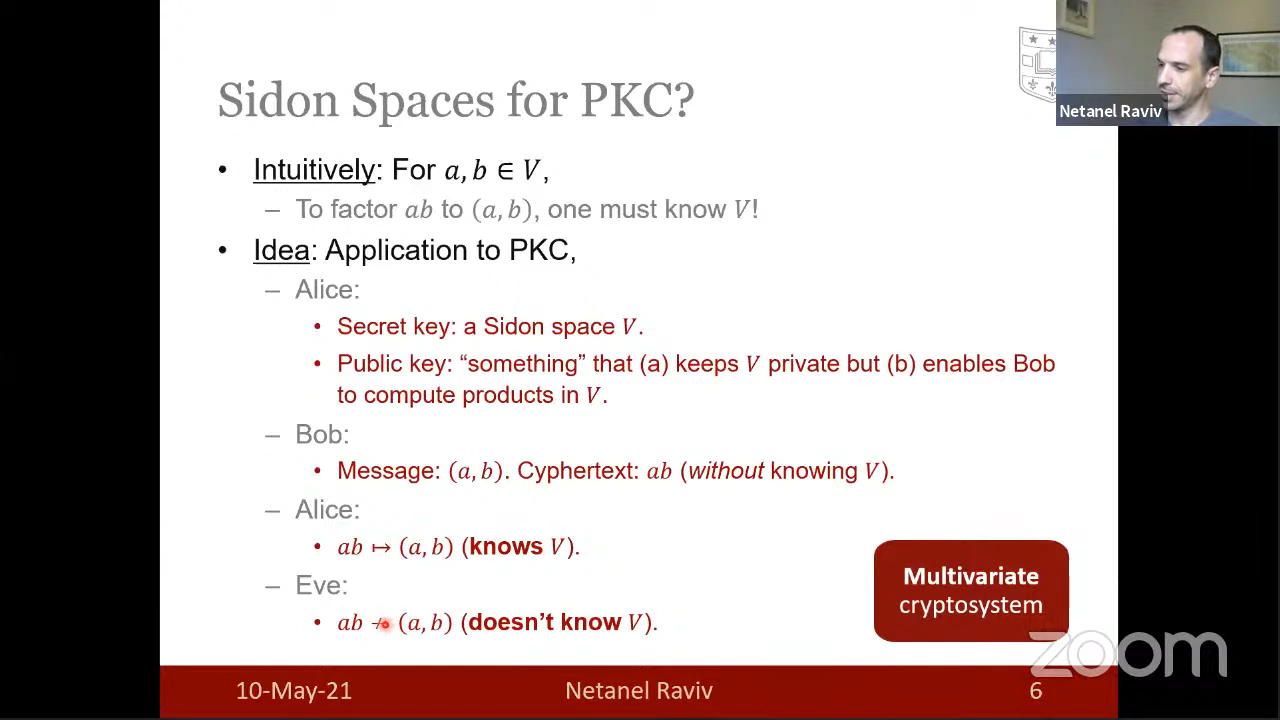 Sidon Spaces for PKC?
Netanel Raviv
• Intuitively: For a, b ∈ V,
– To factor ab to (a, b), one must know V!
• Idea: Application to PKC,
– Alice:
• Secret key: a Sidon space V.
• Public key: “something” that (a) keeps V private but (b) enables Bob
to compute products in V.
– Bob:
• Message: (a, b). Cyphertext: ab (without knowing V).
– Alice:
• ab ↦ (a, b) (knows V).
– Eve:
• ab ↛ (a, b) (doesn’t know V).
Multivariate
cryptosystem
zoom
10-May-21 Netanel Raviv 6